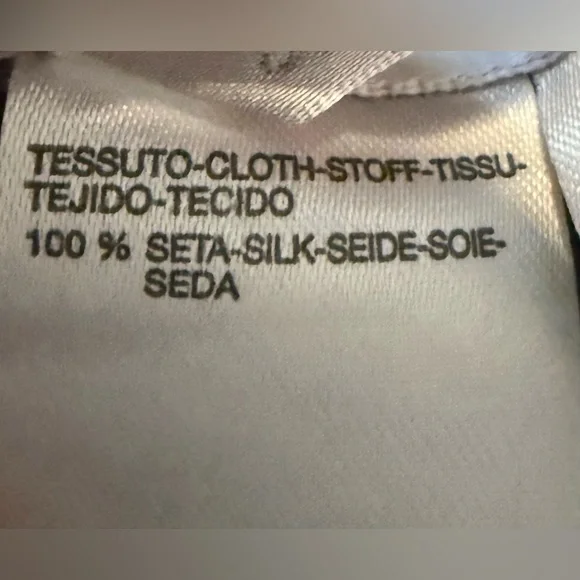 TESSUTO-CLOTH-STOFF-TISSU-
TEJIDO-TECIDO
100 % SETA-SILK-SEIDE-SOIE-
SEDA